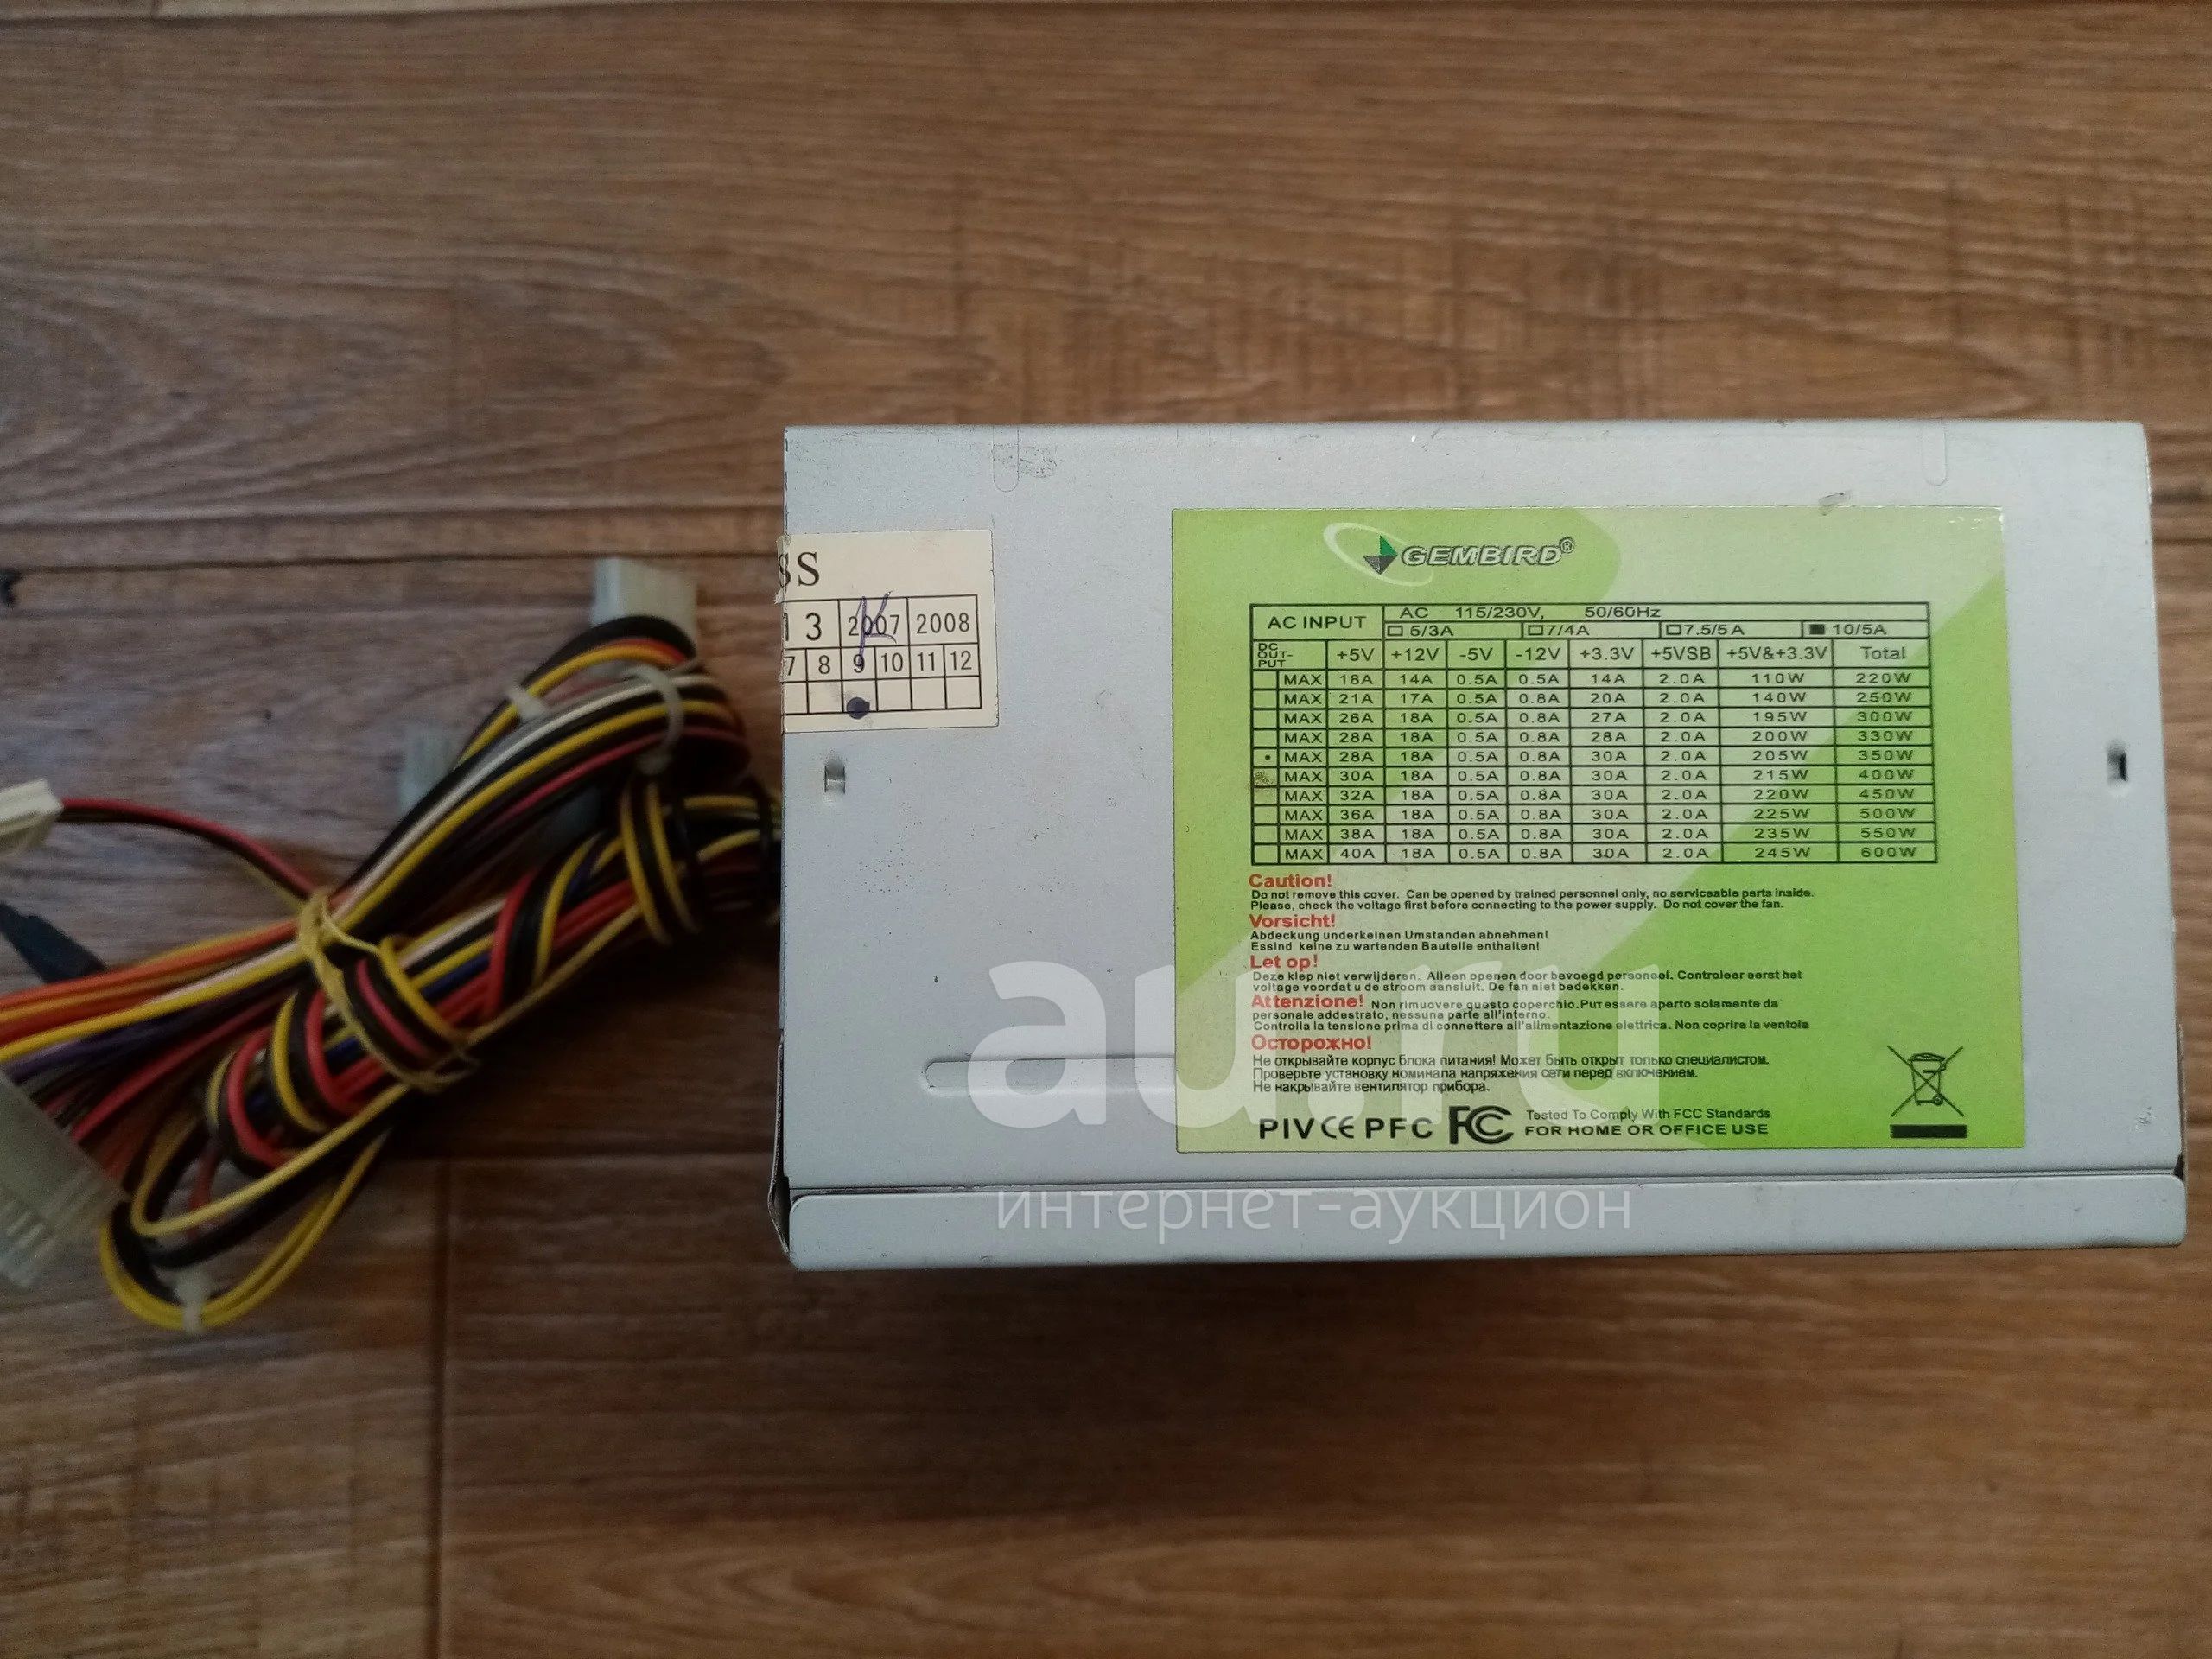 SS
13 2007 2008
7 8 9 10 11 12
GEMBIRD®
AC INPUT AC 115/230V, 50/60Hz
5/3A 7/4A 7.5/5A 10/5A
DC OUT-PUT +5V +12V -5V -12V +3.3V +5VSB +5V&+3.3V Total
MAX 18A 14A 0.5A 0.5A 14A 2.0A 110W 220W
MAX 21A 17A 0.5A 0.8A 20A 2.0A 140W 250W
MAX 26A 18A 0.5A 0.8A 27A 2.0A 195W 300W
MAX 28A 18A 0.5A 0.8A 28A 2.0A 200W 330W
MAX 28A 18A 0.5A 0.8A 30A 2.0A 205W 350W
MAX 30A 18A 0.5A 0.8A 30A 2.0A 215W 400W
MAX 32A 18A 0.5A 0.8A 30A 2.0A 220W 450W
MAX 36A 18A 0.5A 0.8A 30A 2.0A 225W 500W
MAX 38A 18A 0.5A 0.8A 30A 2.0A 235W 550W
MAX 40A 18A 0.5A 0.8A 30A 2.0A 245W 600W
Caution!
Do not remove this cover. Can be opened by trained personnel only, no serviceable parts inside.
Please, check the voltage first before connecting to the power supply. Do not cover the fan.
Vorsicht!
Abdeckung underkeinen Umstanden abnehmen!
Essind keine zu wartenden Bautelle enthalten!
Let op!
Deze klep niet verwijderen. Alleen openen door bevoegd personeel. Controleer eerst het
voltage voordat u de stroom aansluit. De fan niet bedekken.
Attenzione! Non rimuovere questo coperchio.Pur essere aperto solamente da
personale addestrato, nessuna parte all'interno.
Controlla la tensione prima di connettere all'alimentazione elettrica. Non coprire la ventola
Осторожно!
Не открывайте корпус блока питания! Может быть открыт только специалистом.
Проверьте установку номинала напряжения сети перед включением.
Не накрывайте вентилятор прибора.
PIV CE PFC FC Tested To Comply With FCC Standards
FOR HOME OR OFFICE USE
au.ru
интернет-аукцион